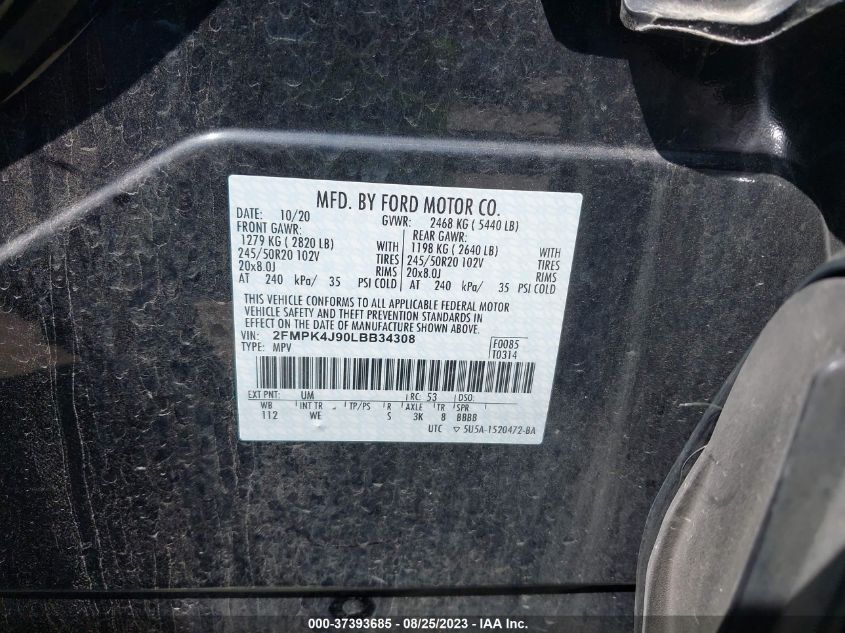 MFD. BY FORD MOTOR CO.
DATE: 10/20 GVWR: 2468 KG ( 5440 LB)
FRONT GAWR: REAR GAWR:
1279 KG ( 2820 LB) WITH 1198 KG ( 2640 LB) WITH
245/50R20 102V TIRES 245/50R20 102V TIRES
20x8.0J RIMS 20x8.0J RIMS
AT 240 kPa/ 35 PSI COLD AT 240 kPa/ 35 PSI COLD
THIS VEHICLE CONFORMS TO ALL APPLICABLE FEDERAL MOTOR
VEHICLE SAFETY AND THEFT PREVENTION STANDARDS IN
EFFECT ON THE DATE OF MANUFACTURE SHOWN ABOVE.
VIN: 2FMPK4J90LBB34308 F0085
TYPE: MPV T0314
EXT PNT: UM RC: 53 DSO:
WB INT TR TP/PS R AXLE TR SPR
112 WE S 3K 8 BBBB
UTC ▽ 5U5A-1520472-BA
000-37393685 / 08/25/2023 - 1 / Copyright © IAA, Inc.